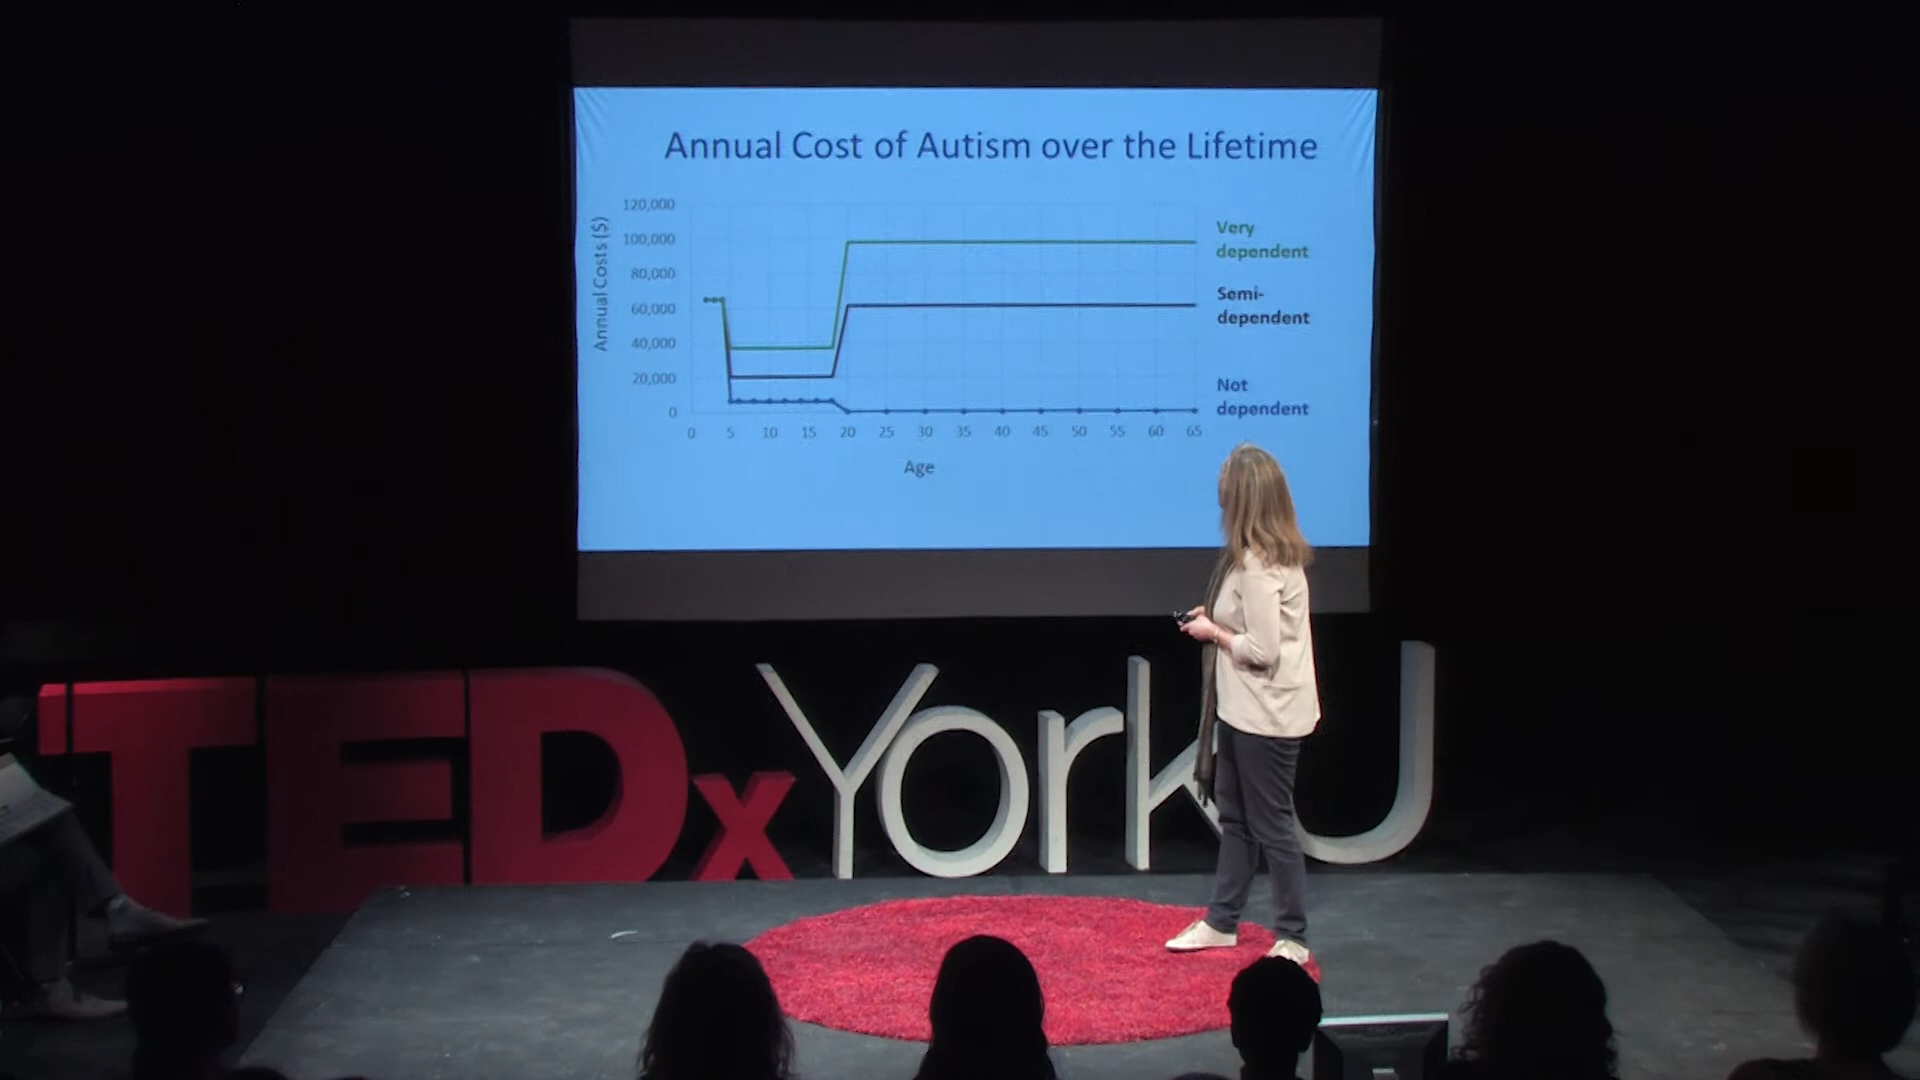 Annual Cost of Autism over the Lifetime
Annual Costs ($)
120,000
100,000
80,000
60,000
40,000
20,000
0
0 5 10 15 20 25 30 35 40 45 50 55 60 65
Age
Very
dependent
Semi-
dependent
Not
dependent
TEDxYorkU